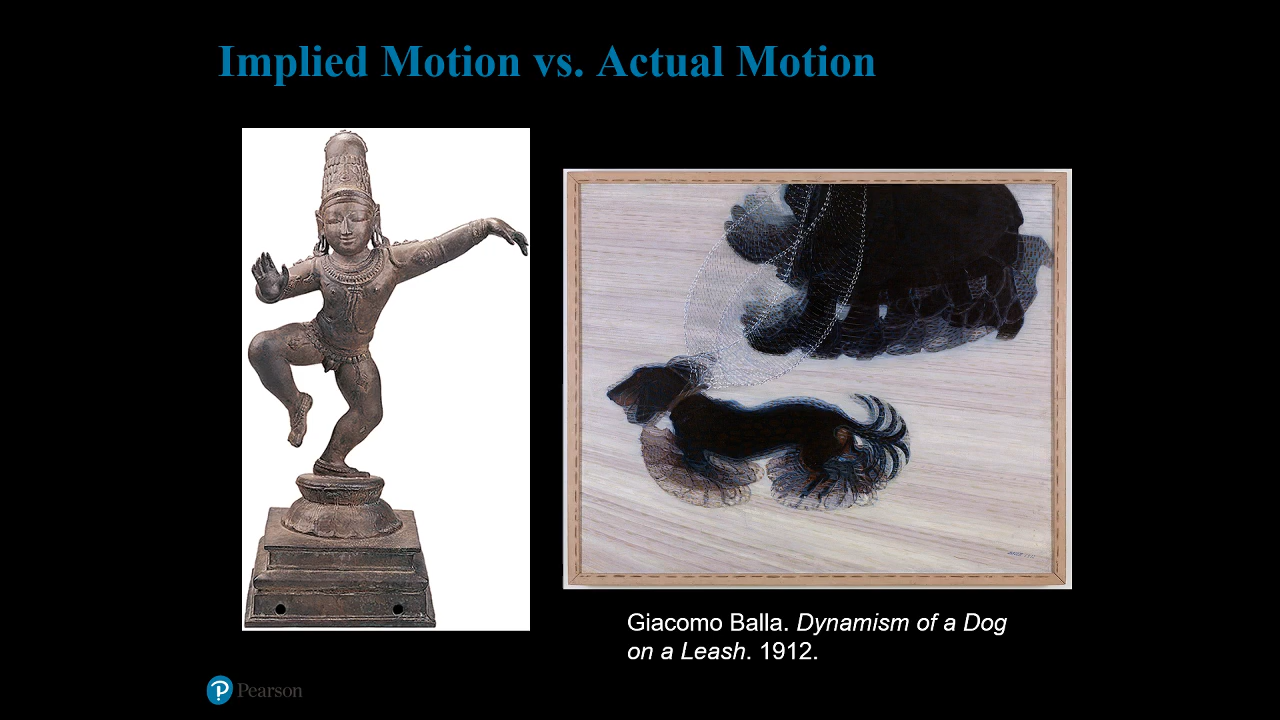 Implied Motion vs. Actual Motion
Giacomo Balla. Dynamism of a Dog
on a Leash. 1912.
Pearson